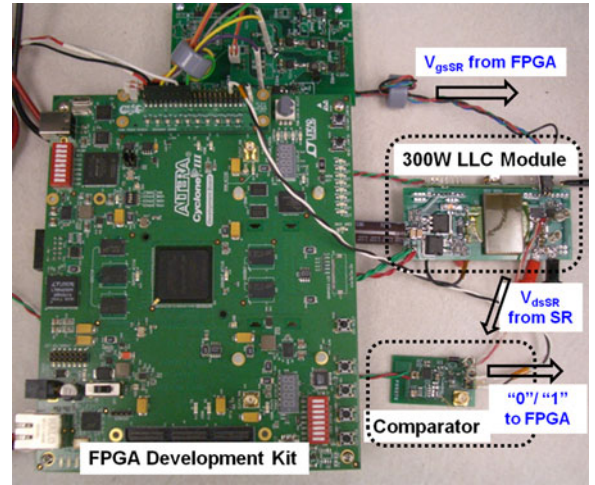 VgsSR from FPGA
300W LLC Module
ALTERA
Cyclone III
VdsSR
from SR
"0"/ "1"
to FPGA
Comparator
FPGA Development Kit